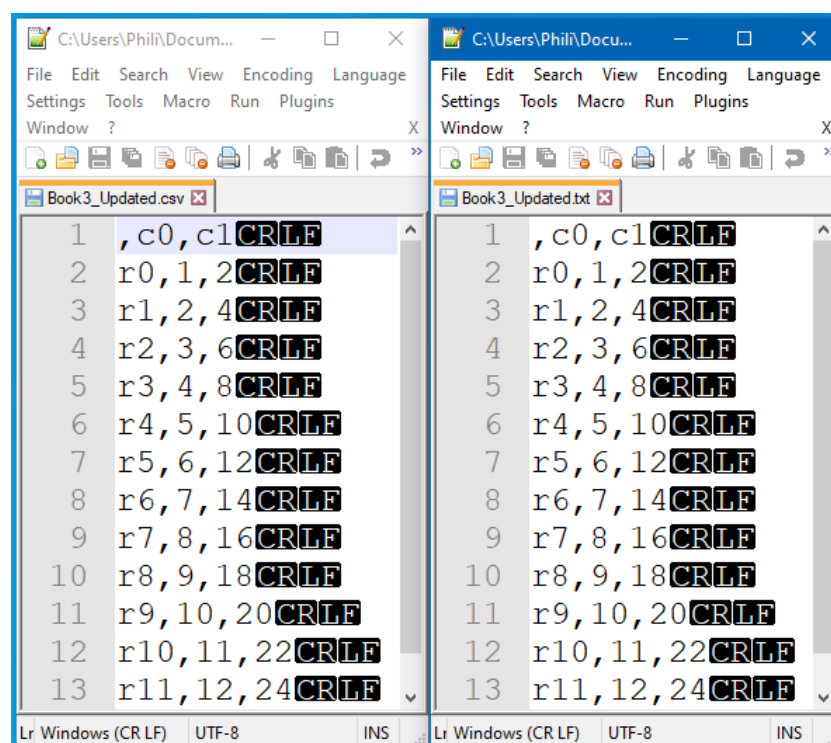 C:\Users\Phili\Docum...
File Edit Search View Encoding Language
Settings Tools Macro Run Plugins
Window ? X
Book3_Updated.csv
1 ,c0,c1CRLF
2 r0,1,2CRLF
3 r1,2,4CRLF
4 r2,3,6CRLF
5 r3,4,8CRLF
6 r4,5,10CRLF
7 r5,6,12CRLF
8 r6,7,14CRLF
9 r7,8,16CRLF
10 r8,9,18CRLF
11 r9,10,20CRLF
12 r10,11,22CRLF
13 r11,12,24CRLF
Lr Windows (CR LF) UTF-8 INS
C:\Users\Phili\Docu...
File Edit Search View Encoding Language
Settings Tools Macro Run Plugins
Window ? X
Book3_Updated.txt
1 ,c0,c1CRLF
2 r0,1,2CRLF
3 r1,2,4CRLF
4 r2,3,6CRLF
5 r3,4,8CRLF
6 r4,5,10CRLF
7 r5,6,12CRLF
8 r6,7,14CRLF
9 r7,8,16CRLF
10 r8,9,18CRLF
11 r9,10,20CRLF
12 r10,11,22CRLF
13 r11,12,24CRLF
Lr Windows (CR LF) UTF-8 INS